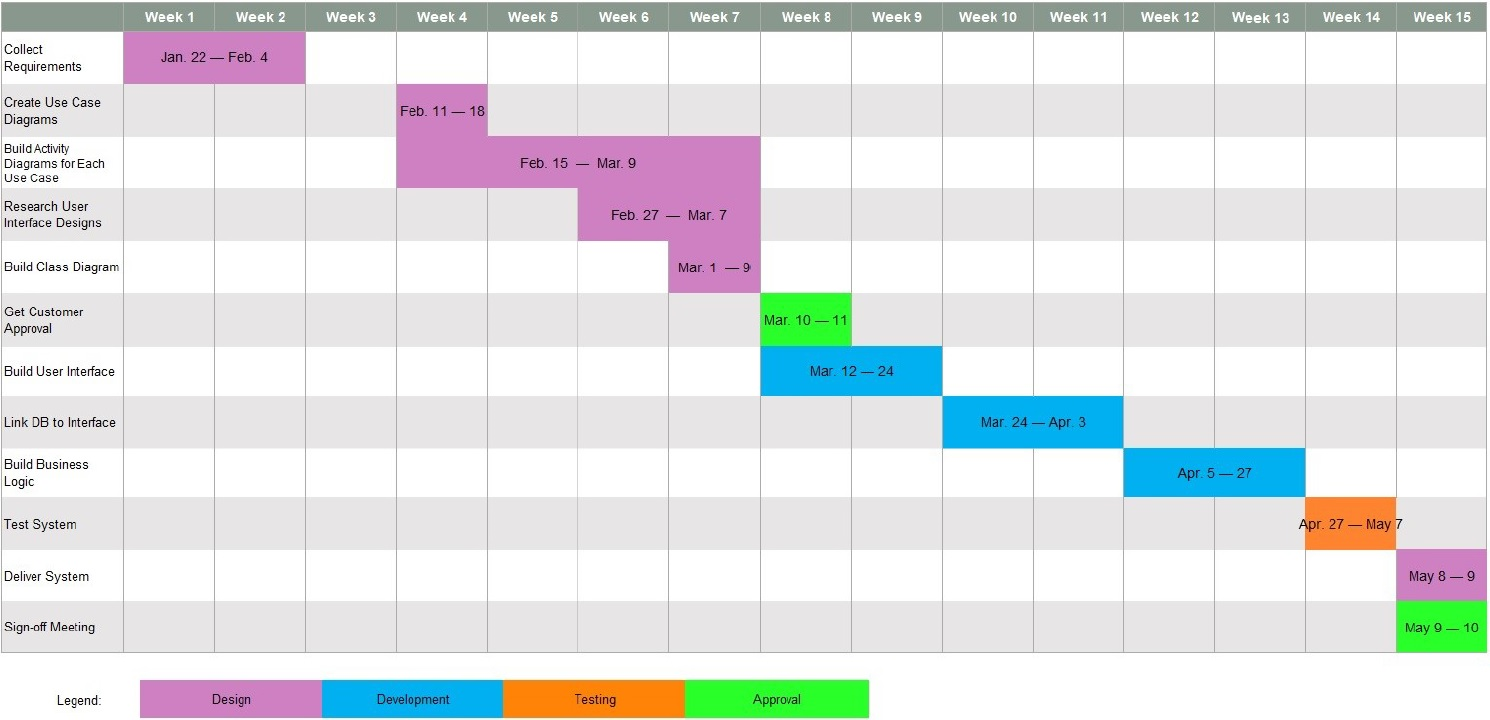 Week 1 Week 2 Week 3 Week 4 Week 5 Week 6 Week 7 Week 8 Week 9 Week 10 Week 11 Week 12 Week 13 Week 14 Week 15
Collect
Requirements
Jan. 22 — Feb. 4
Create Use Case
Diagrams
Feb. 11 — 18
Build Activity
Diagrams for Each
Use Case
Feb. 15 — Mar. 9
Research User
Interface Designs
Feb. 27 — Mar. 7
Build Class Diagram
Mar. 1 — 9
Get Customer
Approval
Mar. 10 — 11
Build User Interface
Mar. 12 — 24
Link DB to Interface
Mar. 24 — Apr. 3
Build Business
Logic
Apr. 5 — 27
Test System
Apr. 27 — May 7
Deliver System
May 8 — 9
Sign-off Meeting
May 9 — 10
Legend: Design Development Testing Approval